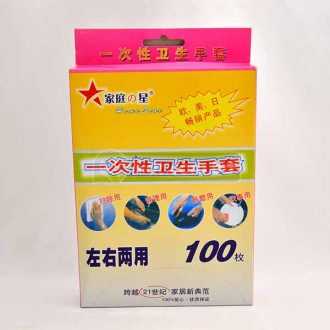 一次性卫生手套
家庭の星®
欧、美、日
畅销产品
一次性卫生手套
左右两用
100枚
跨越21世纪 家居新典范